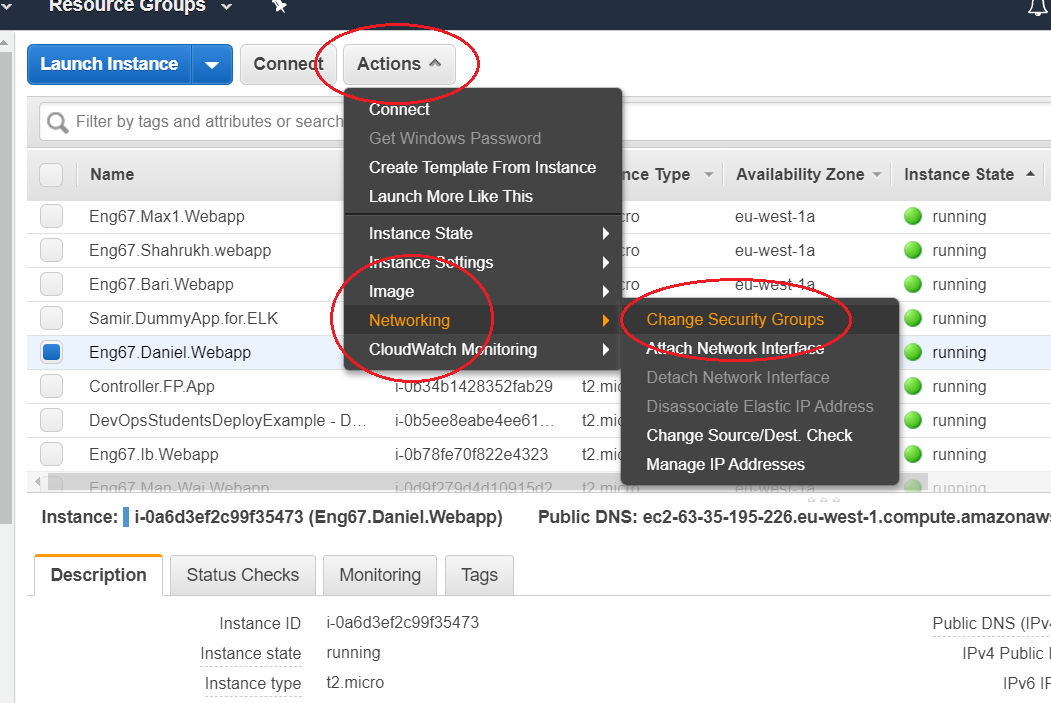 Resource Groups
Launch Instance
Connect
Actions
Filter by tags and attributes or search
Connect
Get Windows Password
Create Template From Instance
Launch More Like This
Instance State
Instance Settings
Image
Networking
CloudWatch Monitoring
Change Security Groups
Attach Network Interface
Detach Network Interface
Disassociate Elastic IP Address
Change Source/Dest. Check
Manage IP Addresses
Name Type Availability Zone Instance State
Eng67.Max1.Webapp eu-west-1a running
Eng67.Shahrukh.webapp eu-west-1a running
Eng67.Bari.Webapp eu-west-1a running
Samir.DummyApp.for.ELK running
Eng67.Daniel.Webapp running
Controller.FP.App i-0b34b1428352fab29 t2.mic running
DevOpsStudentsDeployExample - D... i-0b5ee8eabe4ee61... t2.mic running
Eng67.Ib.Webapp i-0b78fe70f822e4323 t2.mic running
Eng67.Man-Wai.Webapp i-0d9f279d4d10915d2 t2.micro eu-west-1a running
Instance: i-0a6d3ef2c99f35473 (Eng67.Daniel.Webapp) Public DNS: ec2-63-35-195-226.eu-west-1.compute.amazonaws
Description Status Checks Monitoring Tags
Instance ID i-0a6d3ef2c99f35473 Public DNS (IPv4
Instance state running IPv4 Public I
Instance type t2.micro IPv6 IP